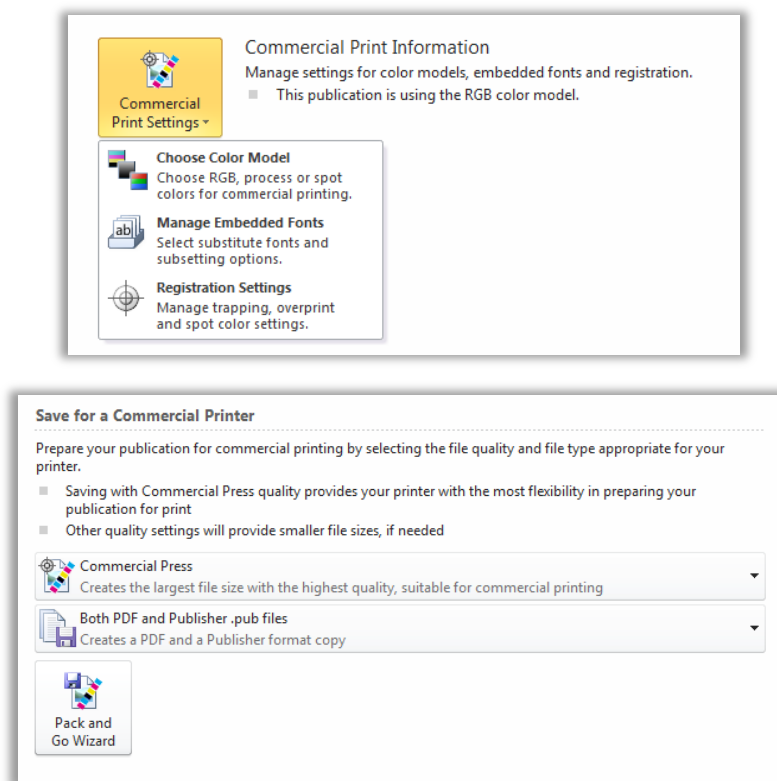 Commercial Print Information
Manage settings for color models, embedded fonts and registration.
This publication is using the RGB color model.
Commercial
Print Settings
Choose Color Model
Choose RGB, process or spot
colors for commercial printing.
ab
Manage Embedded Fonts
Select substitute fonts and
subsetting options.
Registration Settings
Manage trapping, overprint
and spot color settings.
Save for a Commercial Printer
Prepare your publication for commercial printing by selecting the file quality and file type appropriate for your
printer.
Saving with Commercial Press quality provides your printer with the most flexibility in preparing your
publication for print
Other quality settings will provide smaller file sizes, if needed
Commercial Press
Creates the largest file size with the highest quality, suitable for commercial printing
Both PDF and Publisher .pub files
Creates a PDF and a Publisher format copy
Pack and
Go Wizard